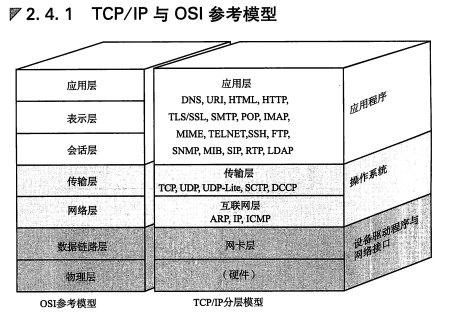 2.4.1 TCP/IP 与 OSI 参考模型
应用层
表示层
会话层
传输层
网络层
数据链路层
物理层
OSI参考模型
应用层
DNS, URI, HTML, HTTP,
TLS/SSL, SMTP, POP, IMAP,
MIME, TELNET,SSH, FTP,
SNMP, MIB, SIP, RTP, LDAP
传输层
TCP, UDP, UDP-Lite, SCTP, DCCP
互联网层
ARP, IP, ICMP
网卡层
(硬件)
TCP/IP分层模型
应用程序
操作系统
设备驱动程序与
网络接口